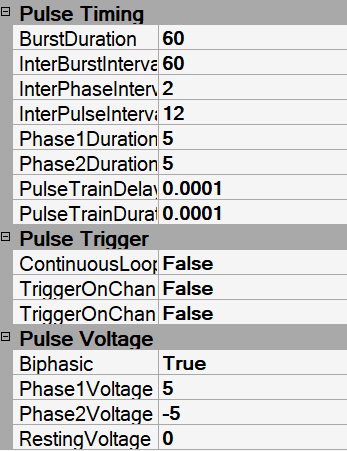 Pulse Timing
BurstDuration 60
InterBurstInterva 60
InterPhaseInterv 2
InterPulseInterva 12
Phase1Duration 5
Phase2Duration 5
PulseTrainDelay 0.0001
PulseTrainDurat 0.0001
Pulse Trigger
ContinuousLoop False
TriggerOnChan False
TriggerOnChan False
Pulse Voltage
Biphasic True
Phase1Voltage 5
Phase2Voltage -5
RestingVoltage 0